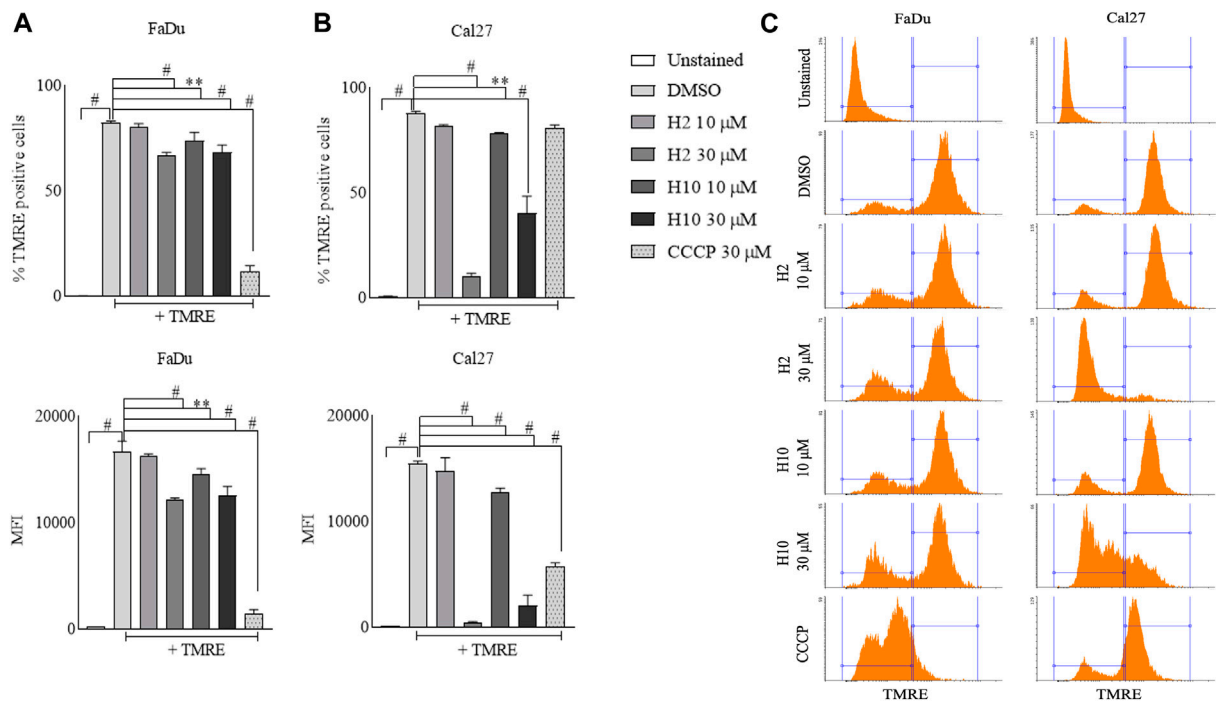 A
FaDu
100
50
0
% TMRE positive cells
#
#
**
#
#
+ TMRE
B
Cal27
100
50
0
% TMRE positive cells
#
#
**
#
+ TMRE
Unstained
DMSO
H2 10 µM
H2 30 µM
H10 10 µM
H10 30 µM
CCCP 30 µM
FaDu
20000
10000
0
MFI
#
#
**
#
#
+ TMRE
Cal27
20000
10000
0
MFI
#
#
#
#
#
+ TMRE
C
FaDu
Cal27
Unstained
DMSO
H2
10 µM
H2
30 µM
H10
10 µM
H10
30 µM
CCCP
TMRE
TMRE